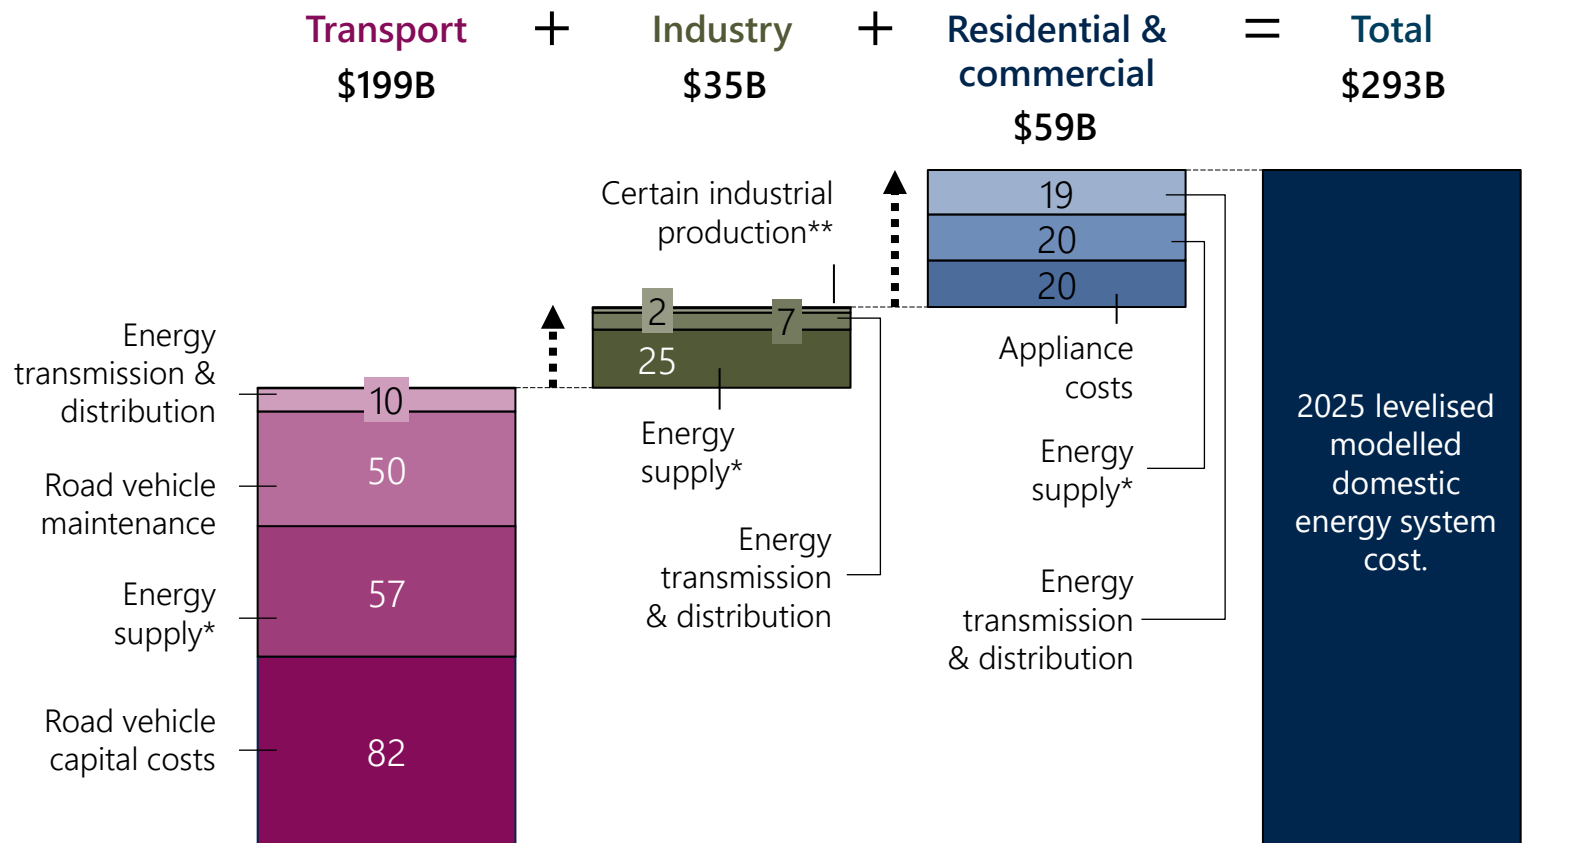 Transport + Industry + Residential & = Total
commercial
$199B $35B $293B
$59B
Energy
transmission &
distribution
10
Road vehicle
maintenance
50
Energy
supply*
57
Road vehicle
capital costs
82
Certain industrial
production**
2
7
25
Energy
supply*
Energy
transmission
& distribution
19
20
20
Appliance
costs
Energy
supply*
Energy
transmission
& distribution
2025 levelised
modelled
domestic
energy system
cost.